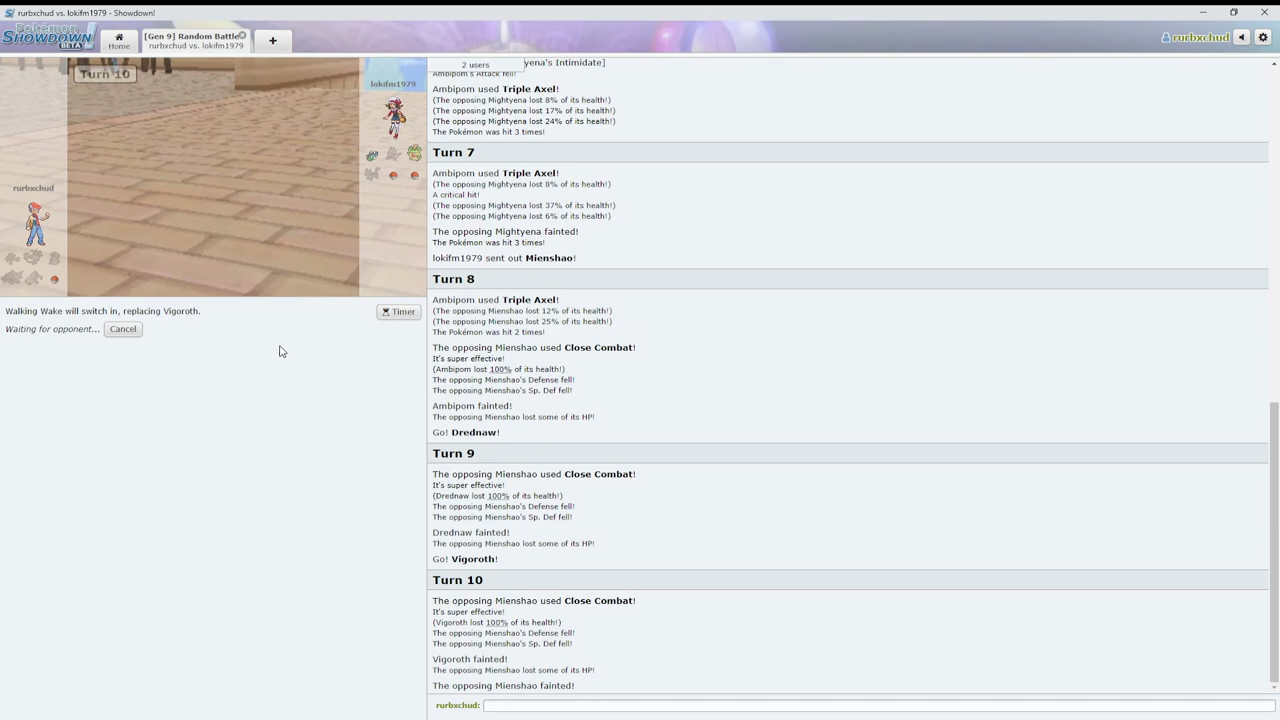 rurbxchud vs. lokifm1979 - Showdown!
Pokémon
SHOWDOWN!
BETA
Home
[Gen 9] Random Battle
rurbxchud vs. lokifm1979
+
rurbxchud
Turn 10
lokifm1979
rurbxchud
Walking Wake will switch in, replacing Vigoroth.
Timer
Waiting for opponent...
Cancel
2 users
yena's Intimidate]
Ambipom's Attack fell!
Ambipom used Triple Axel!
(The opposing Mightyena lost 8% of its health!)
(The opposing Mightyena lost 17% of its health!)
(The opposing Mightyena lost 24% of its health!)
The Pokémon was hit 3 times!
Turn 7
Ambipom used Triple Axel!
(The opposing Mightyena lost 8% of its health!)
A critical hit!
(The opposing Mightyena lost 37% of its health!)
(The opposing Mightyena lost 6% of its health!)
The opposing Mightyena fainted!
The Pokémon was hit 3 times!
lokifm1979 sent out Mienshao!
Turn 8
Ambipom used Triple Axel!
(The opposing Mienshao lost 12% of its health!)
(The opposing Mienshao lost 25% of its health!)
The Pokémon was hit 2 times!
The opposing Mienshao used Close Combat!
It's super effective!
(Ambipom lost 100% of its health!)
The opposing Mienshao's Defense fell!
The opposing Mienshao's Sp. Def fell!
Ambipom fainted!
The opposing Mienshao lost some of its HP!
Go! Drednaw!
Turn 9
The opposing Mienshao used Close Combat!
It's super effective!
(Drednaw lost 100% of its health!)
The opposing Mienshao's Defense fell!
The opposing Mienshao's Sp. Def fell!
Drednaw fainted!
The opposing Mienshao lost some of its HP!
Go! Vigoroth!
Turn 10
The opposing Mienshao used Close Combat!
It's super effective!
(Vigoroth lost 100% of its health!)
The opposing Mienshao's Defense fell!
The opposing Mienshao's Sp. Def fell!
Vigoroth fainted!
The opposing Mienshao lost some of its HP!
The opposing Mienshao fainted!
rurbxchud: